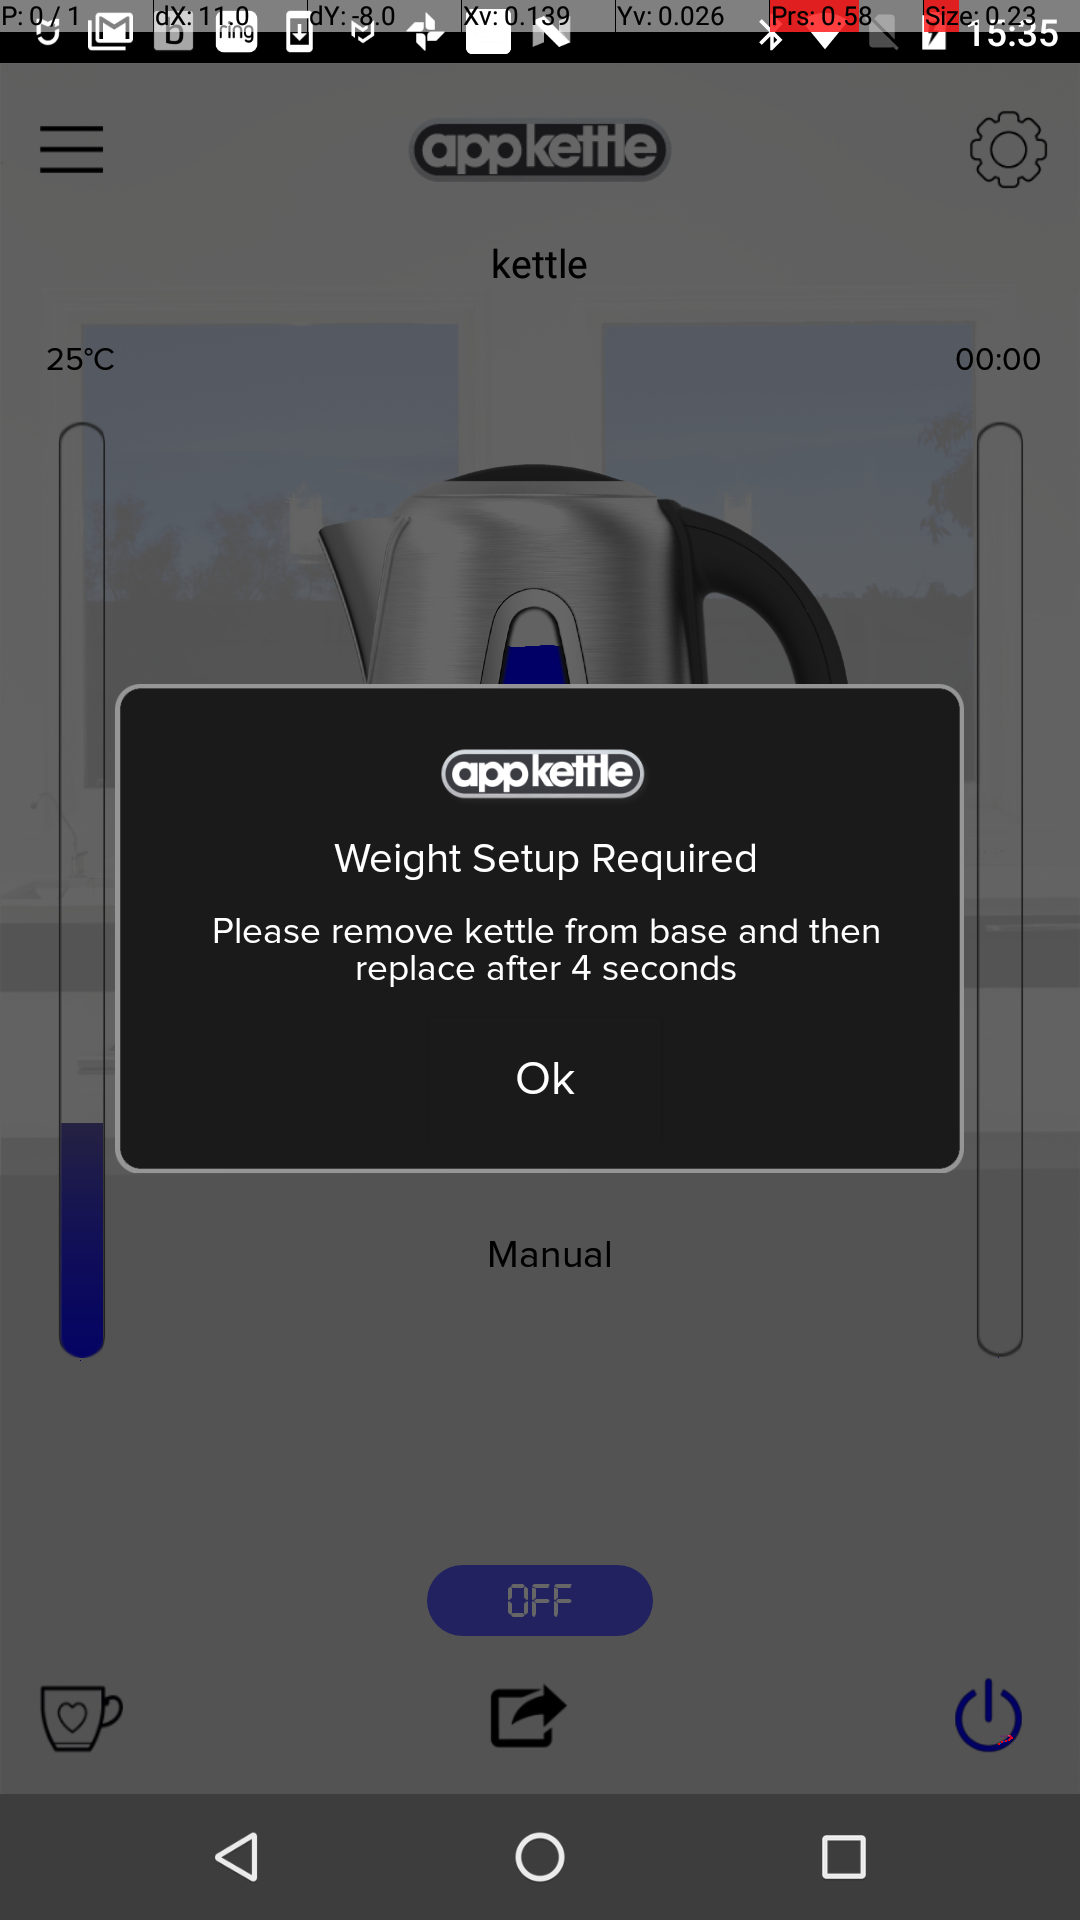 P: 0 / 1 dX: 11.0 dY: -8.0 Xv: 0.139 Yv: 0.026 Prs: 0.58 Size: 0.23
b ring 15:35
appkettle
kettle
25°C 00:00
appkettle
Weight Setup Required
Please remove kettle from base and then
replace after 4 seconds
Ok
Manual
OFF